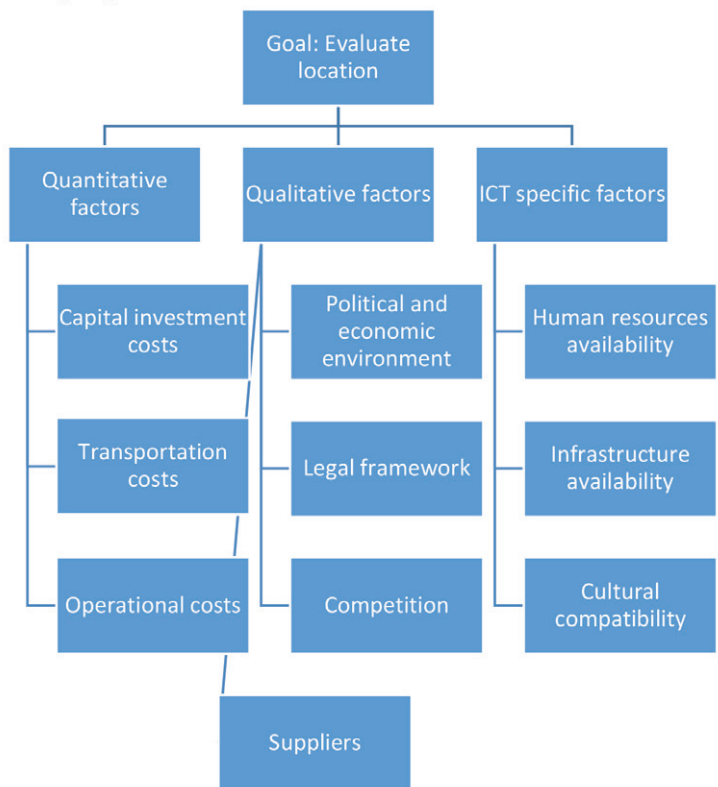 Goal: Evaluate
location
Quantitative
factors
Qualitative factors
ICT specific factors
Capital investment
costs
Political and
economic
environment
Human resources
availability
Transportation
costs
Legal framework
Infrastructure
availability
Operational costs
Competition
Cultural
compatibility
Suppliers